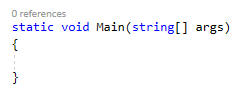 0 references
static void Main(string[] args)
{
}